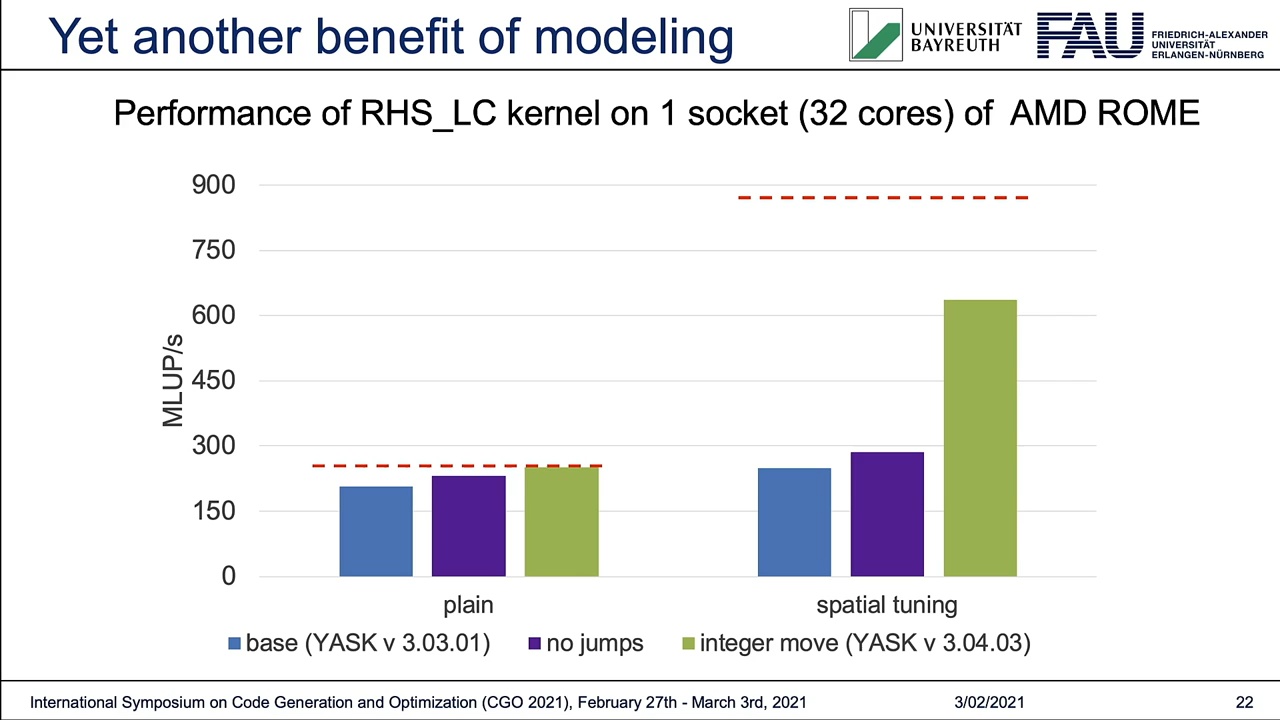 Yet another benefit of modeling
UNIVERSITÄT
BAYREUTH
FAU
FRIEDRICH-ALEXANDER
UNIVERSITÄT
ERLANGEN-NÜRNBERG
Performance of RHS_LC kernel on 1 socket (32 cores) of AMD ROME
900
750
600
450
300
150
0
MLUP/s
plain
spatial tuning
base (YASK v 3.03.01)
no jumps
integer move (YASK v 3.04.03)
International Symposium on Code Generation and Optimization (CGO 2021), February 27th - March 3rd, 2021
3/02/2021
22